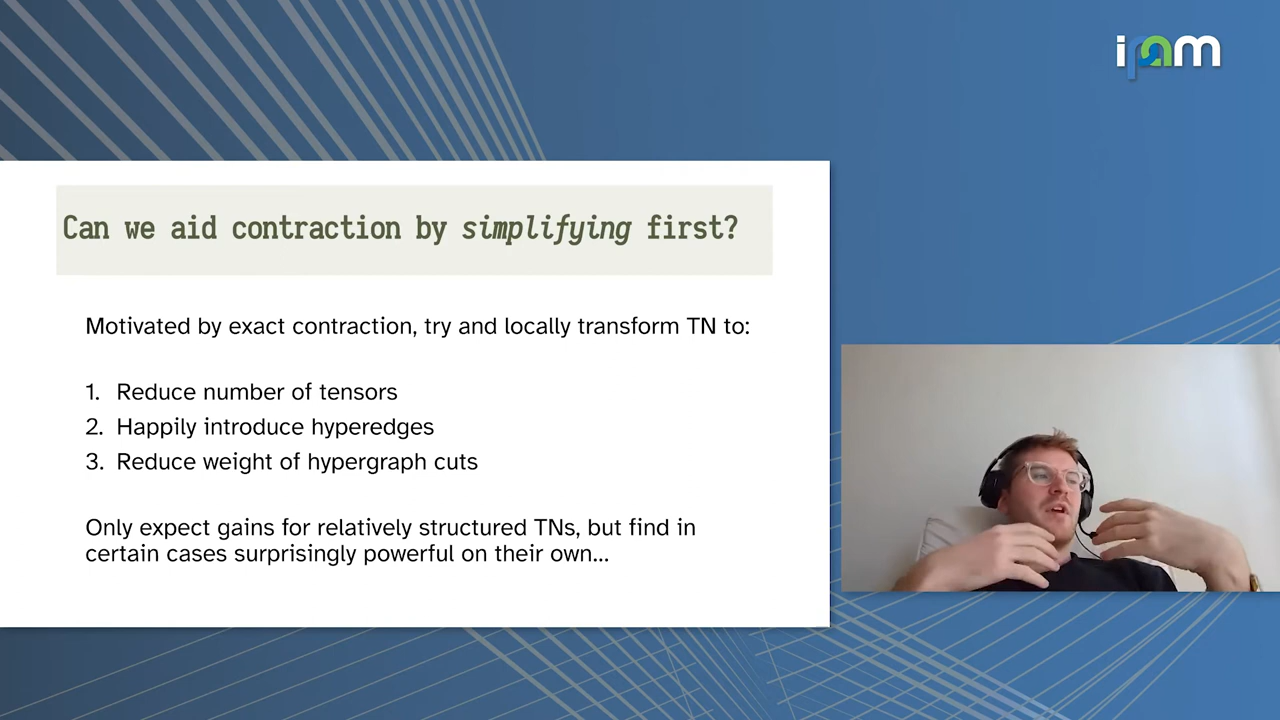 ipam
Can we aid contraction by simplifying first?
Motivated by exact contraction, try and locally transform TN to:
1. Reduce number of tensors
2. Happily introduce hyperedges
3. Reduce weight of hypergraph cuts
Only expect gains for relatively structured TNs, but find in
certain cases surprisingly powerful on their own...